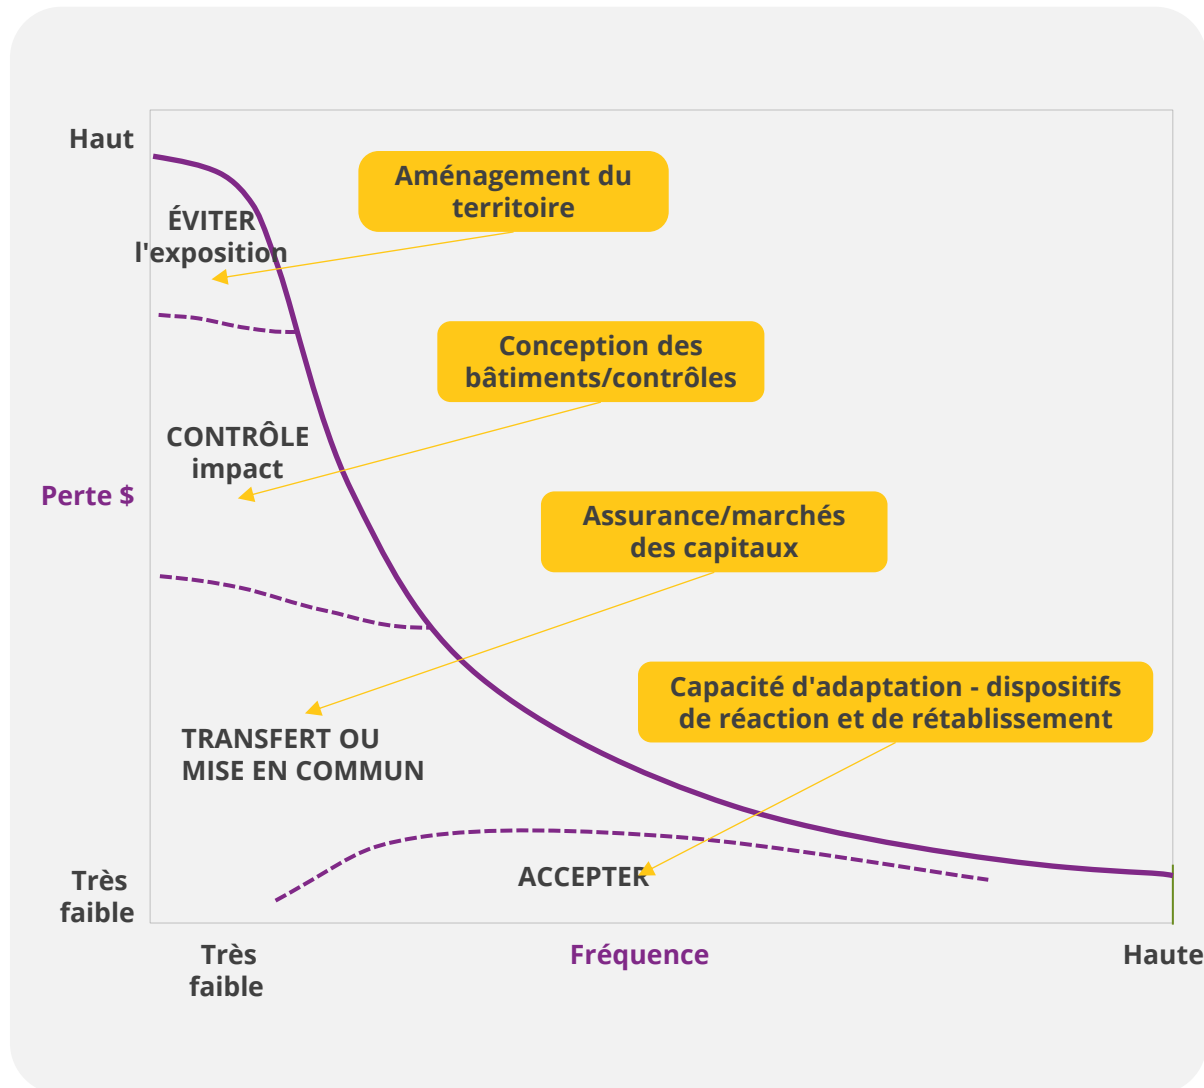 Haut
Aménagement du
territoire
ÉVITER
l'exposition
Conception des
bâtiments/contrôles
CONTRÔLE
impact
Perte $
Assurance/marchés
des capitaux
Capacité d'adaptation - dispositifs
de réaction et de rétablissement
TRANSFERT OU
MISE EN COMMUN
ACCEPTER
Très
faible
Très
faible
Fréquence
Haute